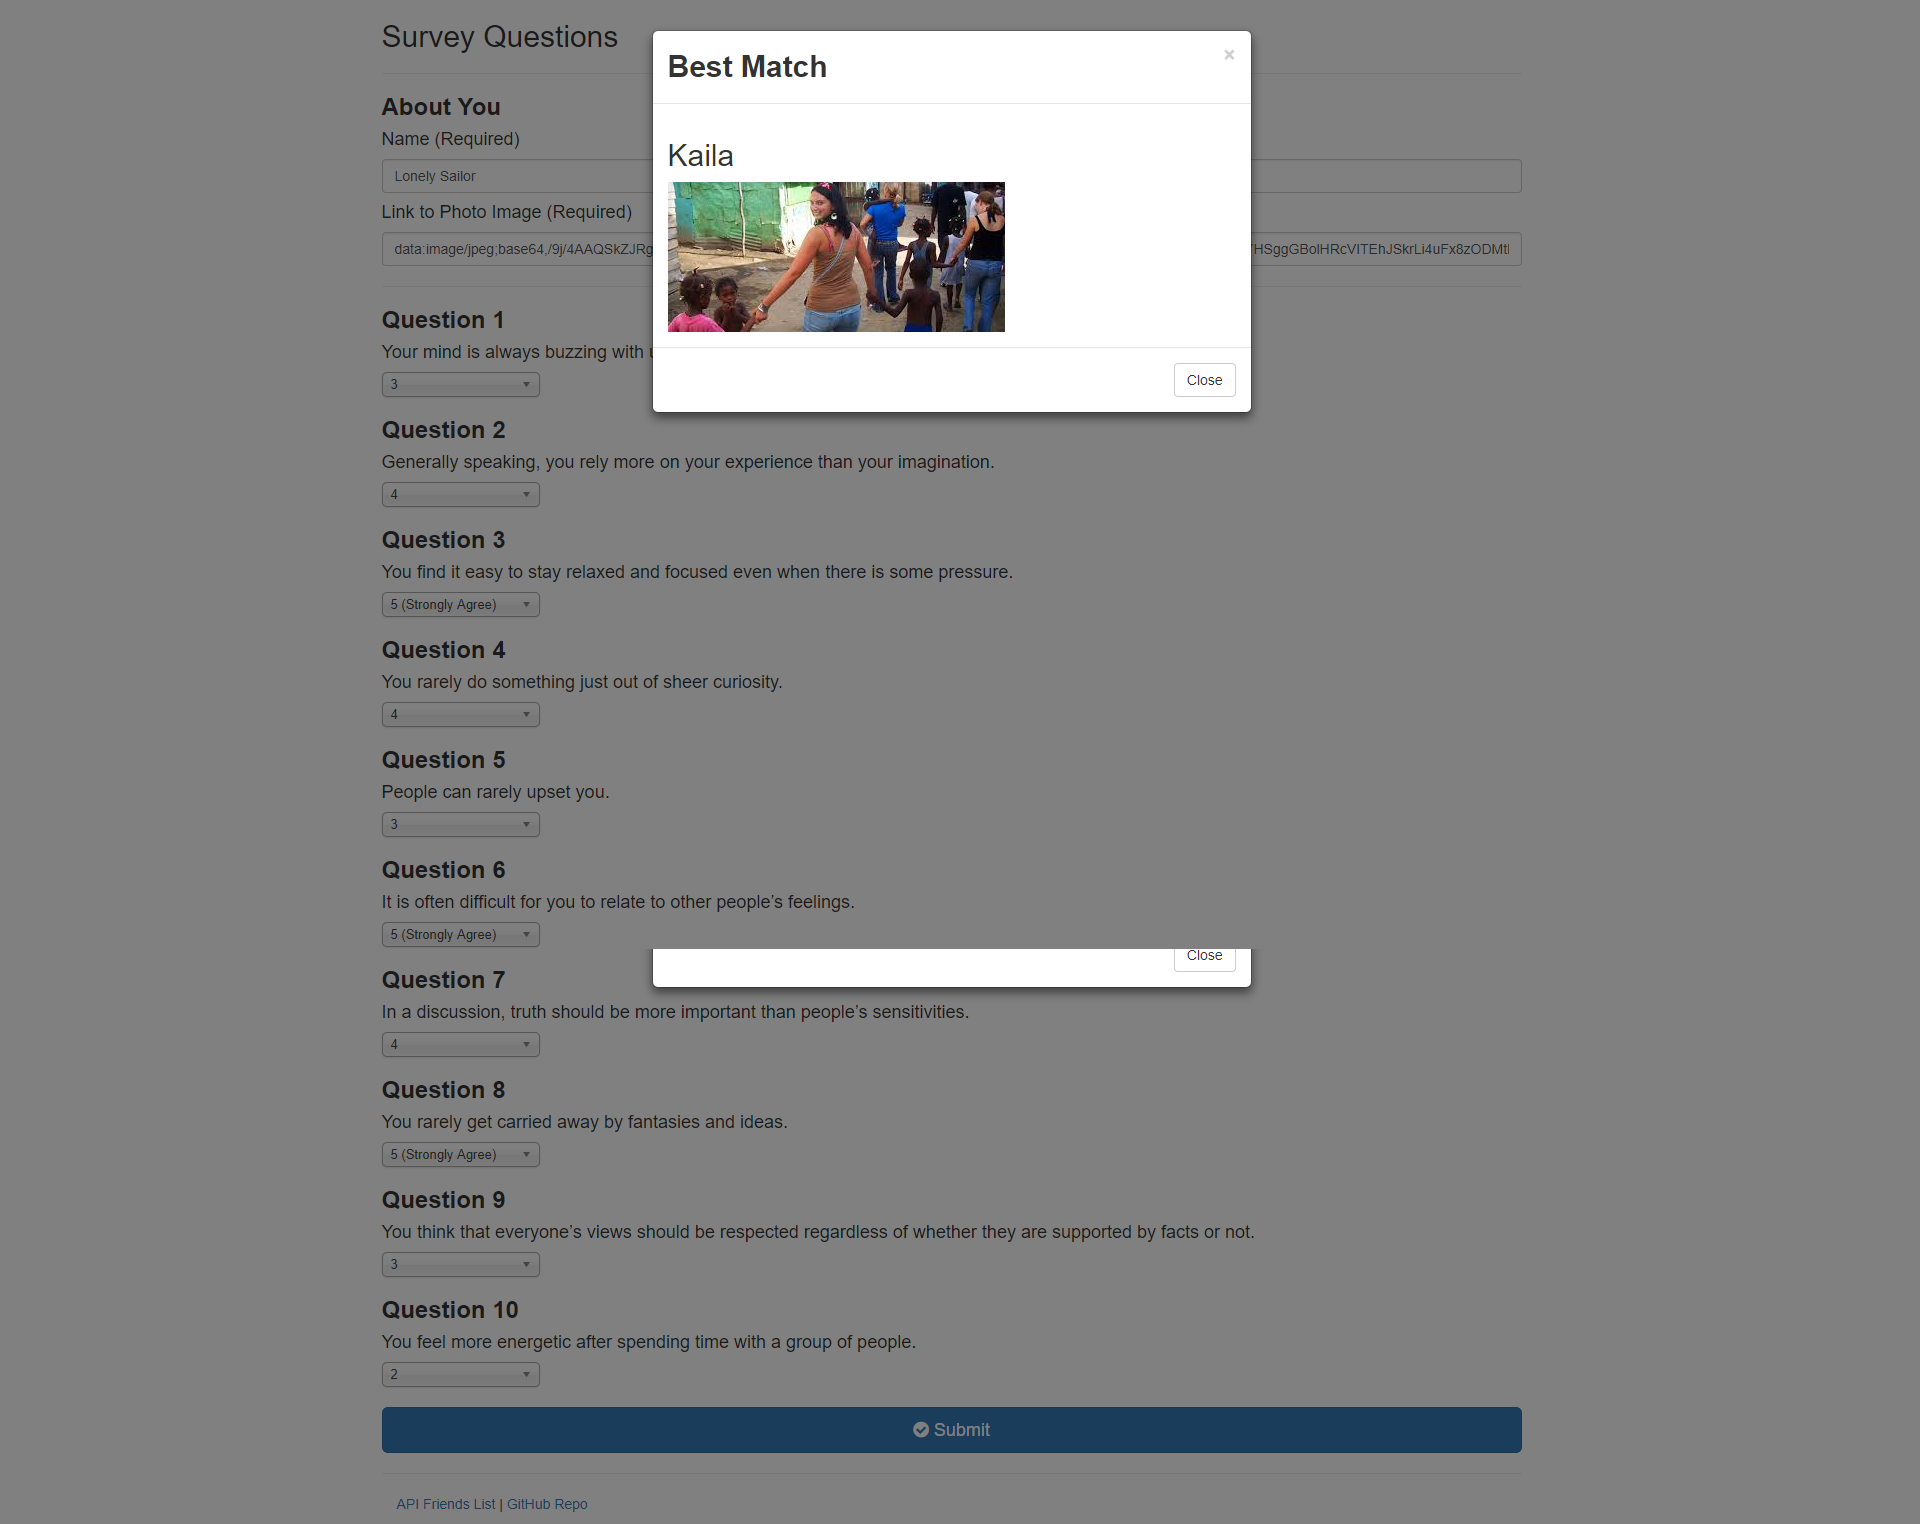 Survey Questions
Best Match
×
About You
Name (Required)
Kaila
Lonely Sailor
Link to Photo Image (Required)
data:image/jpeg;base64,/9j/4AAQSkZJRg
HSggGBolHRcVITEhJSkrLi4uFx8zODMt
Question 1
Your mind is always buzzing with
3
Close
Question 2
Generally speaking, you rely more on your experience than your imagination.
4
Question 3
You find it easy to stay relaxed and focused even when there is some pressure.
5 (Strongly Agree)
Question 4
You rarely do something just out of sheer curiosity.
4
Question 5
People can rarely upset you.
3
Question 6
It is often difficult for you to relate to other people’s feelings.
5 (Strongly Agree)
Close
Question 7
In a discussion, truth should be more important than people’s sensitivities.
4
Question 8
You rarely get carried away by fantasies and ideas.
5 (Strongly Agree)
Question 9
You think that everyone’s views should be respected regardless of whether they are supported by facts or not.
3
Question 10
You feel more energetic after spending time with a group of people.
2
Submit
API Friends List | GitHub Repo